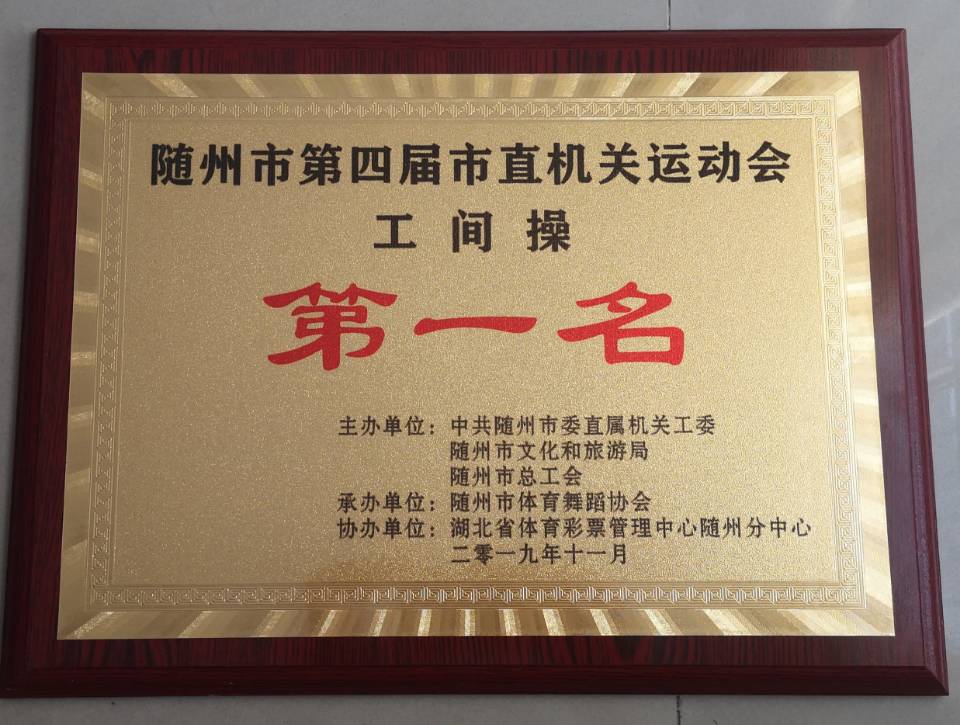 随州市第四届市直机关运动会
工间操
第一名
主办单位：中共随州市委直属机关工委
随州市文化和旅游局
随州市总工会
承办单位：随州市体育舞蹈协会
协办单位：湖北省体育彩票管理中心随州分中心
二零一九年十一月